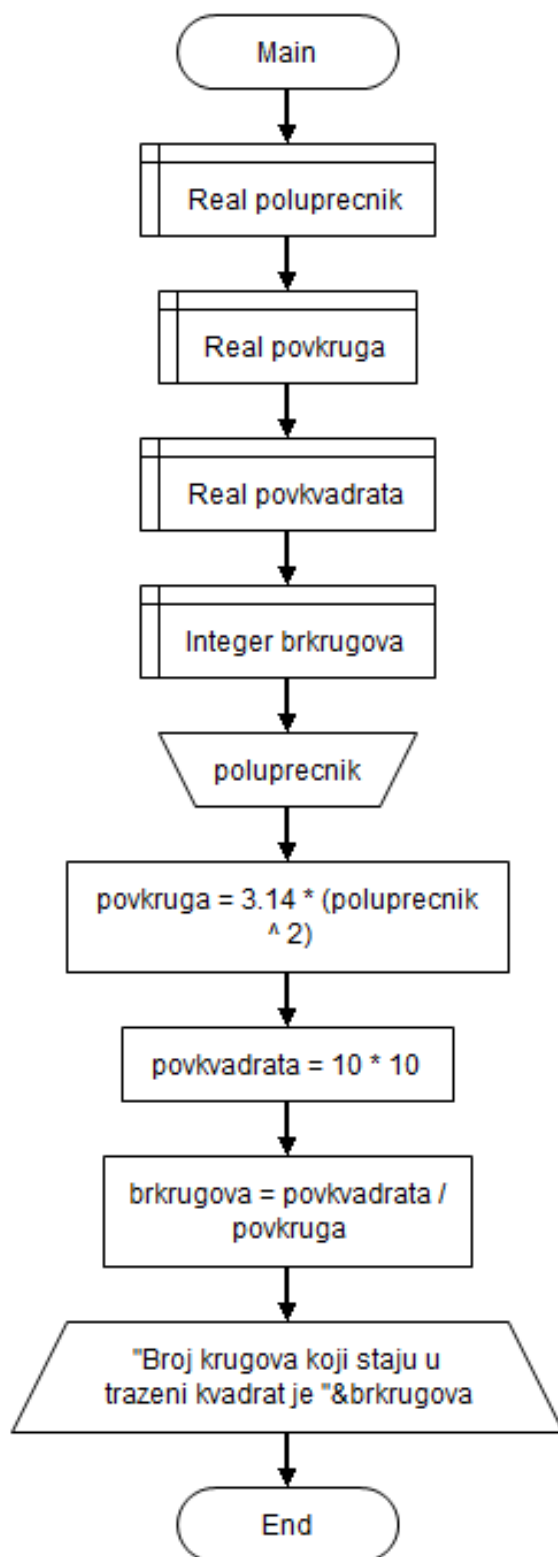 Main
Real poluprecnik
Real povkruga
Real povkvadrata
Integer brkrugova
poluprecnik
povkruga = 3.14 * (poluprecnik
^ 2)
povkvadrata = 10 * 10
brkrugova = povkvadrata /
povkruga
"Broj krugova koji staju u
trazeni kvadrat je "&brkrugova
End